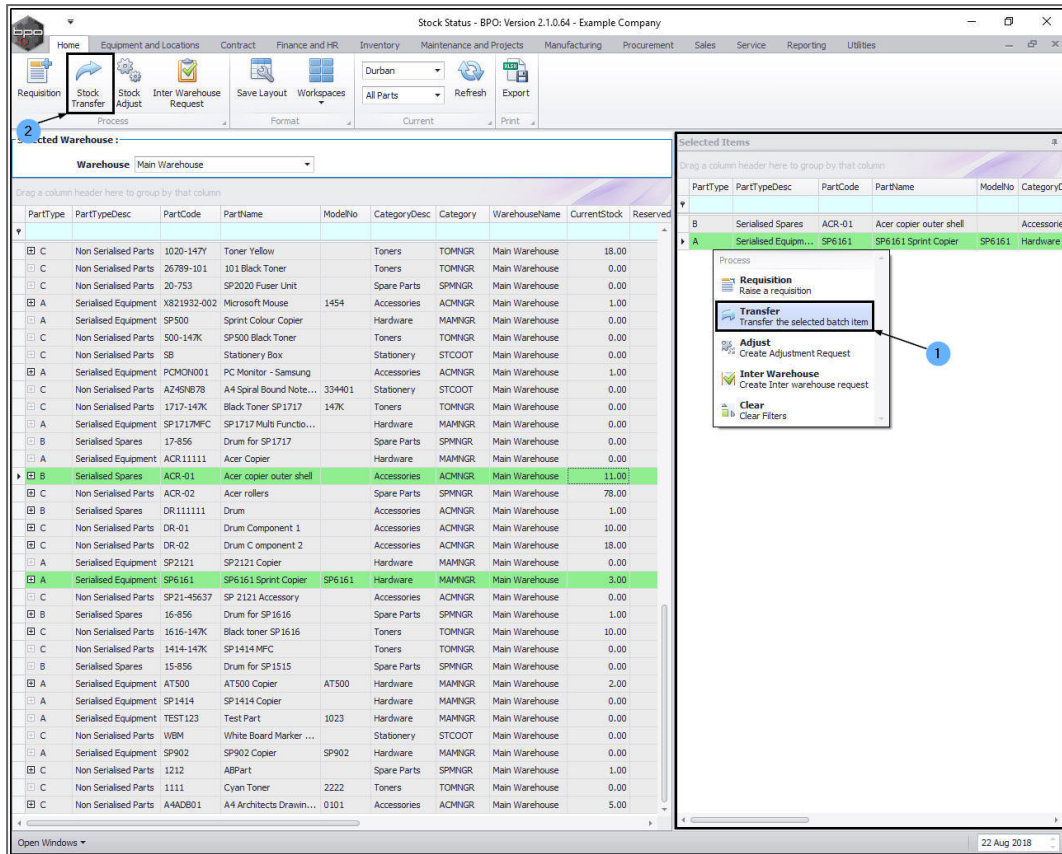 Stock Status - BPO: Version 2.1.0.64 - Example Company
bpo
Home Equipment and Locations Contract Finance and HR Inventory Maintenance and Projects Manufacturing Procurement Sales Service Reporting Utilities
Requisition Stock Transfer Stock Adjust Inter Warehouse Request Save Layout Workspaces Durban All Parts Refresh Export
Process Format Current Print
2
Selected Warehouse :
Warehouse Main Warehouse
Drag a column header here to group by that column
PartType PartTypeDesc PartCode PartName ModelNo CategoryDesc Category WarehouseName CurrentStock Reserved
C Non Serialised Parts 1020-147Y Toner Yellow Toners TOMNGR Main Warehouse 18.00
C Non Serialised Parts 26789-101 101 Black Toner Toners TOMNGR Main Warehouse 0.00
C Non Serialised Parts 20-753 SP2020 Fuser Unit Spare Parts SPMNGR Main Warehouse 0.00
A Serialised Equipment X821932-002 Microsoft Mouse 1454 Accessories ACMNGR Main Warehouse 1.00
A Serialised Equipment SP500 Sprint Colour Copier Hardware MAMNGR Main Warehouse 0.00
C Non Serialised Parts 500-147K SP500 Black Toner Toners TOMNGR Main Warehouse 0.00
C Non Serialised Parts SB Stationery Box Stationery STCOOT Main Warehouse 0.00
A Serialised Equipment PCMON001 PC Monitor - Samsung Accessories ACMNGR Main Warehouse 1.00
C Non Serialised Parts AZ4SNB78 A4 Spiral Bound Note... 334401 Stationery STCOOT Main Warehouse 0.00
C Non Serialised Parts 1717-147K Black Toner SP1717 147K Toners TOMNGR Main Warehouse 0.00
A Serialised Equipment SP1717MFC SP1717 Multi Functio... Hardware MAMNGR Main Warehouse 0.00
B Serialised Spares 17-856 Drum for SP1717 Spare Parts SPMNGR Main Warehouse 0.00
A Serialised Equipment ACR11111 Acer Copier Hardware MAMNGR Main Warehouse 0.00
B Serialised Spares ACR-01 Acer copier outer shell Accessories ACMNGR Main Warehouse 11.00
C Non Serialised Parts ACR-02 Acer rollers Spare Parts SPMNGR Main Warehouse 78.00
B Serialised Spares DR111111 Drum Accessories ACMNGR Main Warehouse 1.00
C Non Serialised Parts DR-01 Drum Component 1 Accessories ACMNGR Main Warehouse 10.00
C Non Serialised Parts DR-02 Drum C omponent 2 Accessories ACMNGR Main Warehouse 18.00
A Serialised Equipment SP2121 SP2121 Copier Hardware MAMNGR Main Warehouse 0.00
A Serialised Equipment SP6161 SP6161 Sprint Copier SP6161 Hardware MAMNGR Main Warehouse 3.00
C Non Serialised Parts SP21-45637 SP 2121 Accessory Accessories ACMNGR Main Warehouse 0.00
B Serialised Spares 16-856 Drum for SP1616 Spare Parts SPMNGR Main Warehouse 1.00
C Non Serialised Parts 1616-147K Black toner SP1616 Toners TOMNGR Main Warehouse 10.00
C Non Serialised Parts 1414-147K SP1414 MFC Toners TOMNGR Main Warehouse 0.00
B Serialised Spares 15-856 Drum for SP1515 Spare Parts SPMNGR Main Warehouse 0.00
A Serialised Equipment AT500 AT500 Copier AT500 Hardware MAMNGR Main Warehouse 2.00
A Serialised Equipment SP1414 SP1414 Copier Hardware MAMNGR Main Warehouse 0.00
A Serialised Equipment TEST123 Test Part 1023 Hardware MAMNGR Main Warehouse 0.00
C Non Serialised Parts WBM White Board Marker ... Stationery STCOOT Main Warehouse 0.00
A Serialised Equipment SP902 SP902 Copier SP902 Hardware MAMNGR Main Warehouse 0.00
C Non Serialised Parts 1212 ABPart Spare Parts SPMNGR Main Warehouse 1.00
C Non Serialised Parts 1111 Cyan Toner 2222 Toners TOMNGR Main Warehouse 0.00
C Non Serialised Parts A4ADB01 A4 Architects Drawin... 0101 Accessories ACMNGR Main Warehouse 5.00
Selected Items
Drag a column header here to group by that column
PartType PartTypeDesc PartCode PartName ModelNo CategoryD
B Serialised Spares ACR-01 Acer copier outer shell Accessorie
A Serialised Equipm... SP6161 SP6161 Sprint Copier SP6161 Hardware
Process
Requisition
Raise a requisition
Transfer
Transfer the selected batch item
Adjust
Create Adjustment Request
Inter Warehouse
Create Inter warehouse request
Clear
Clear Filters
1
Open Windows
22 Aug 2018